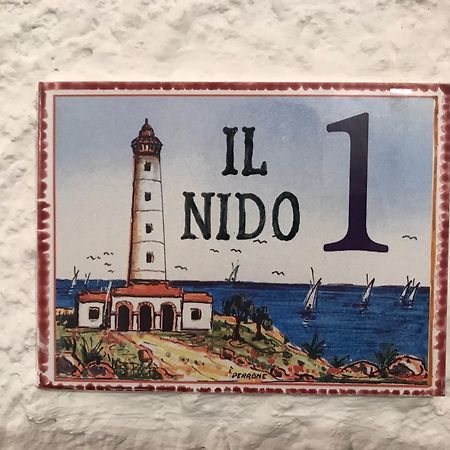 IL
NIDO
1
PERRONE